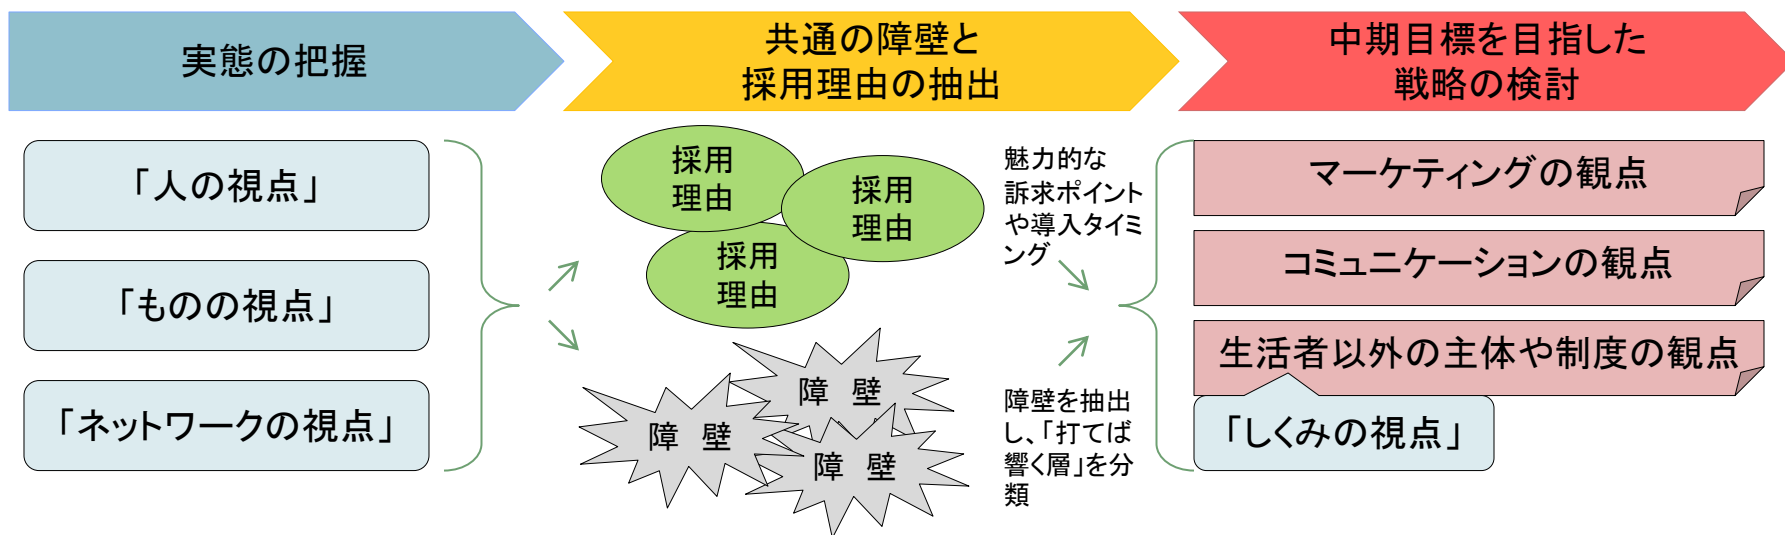 実態の把握
共通の障壁と
採用理由の抽出
中期目標を目指した
戦略の検討
「人の視点」
「ものの視点」
「ネットワークの視点」
採用
理由
採用
理由
採用
理由
障 壁
障 壁
障 壁
魅力的な
訴求ポイント
や導入タイミ
ング
障壁を抽出
し、「打てば
響く層」を分
類
マーケティングの観点
コミュニケーションの観点
生活者以外の主体や制度の観点
「しくみの視点」